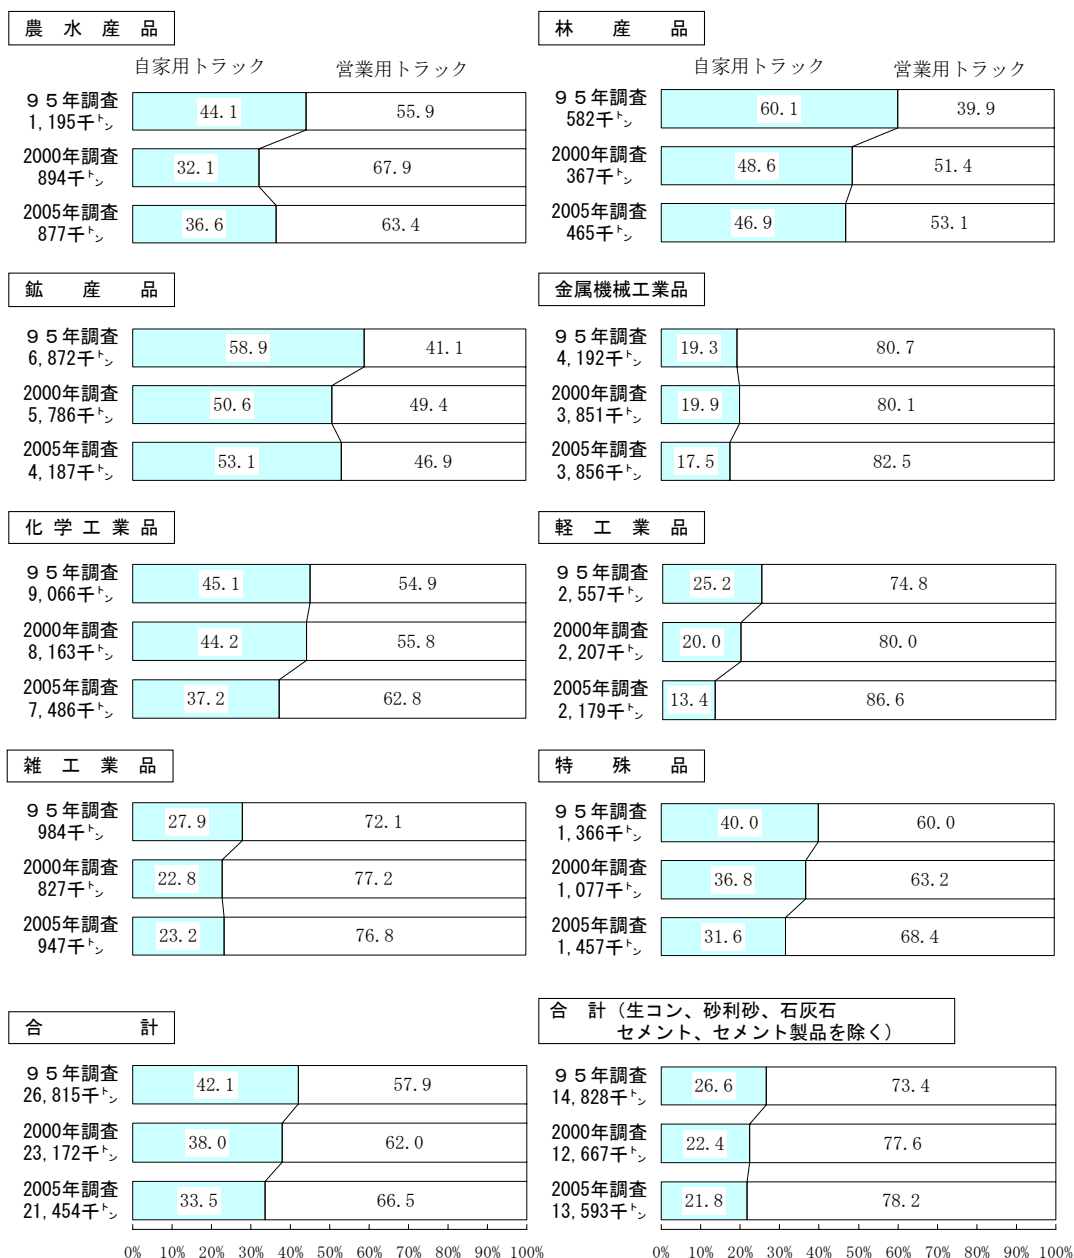 農 水 産 品
自家用トラック 営業用トラック
９５年調査
1,195千トン
44.1 55.9
2000年調査
894千トン
32.1 67.9
2005年調査
877千トン
36.6 63.4
林 産 品
自家用トラック 営業用トラック
９５年調査
582千トン
60.1 39.9
2000年調査
367千トン
48.6 51.4
2005年調査
465千トン
46.9 53.1
鉱 産 品
９５年調査
6,872千トン
58.9 41.1
2000年調査
5,786千トン
50.6 49.4
2005年調査
4,187千トン
53.1 46.9
金属機械工業品
９５年調査
4,192千トン
19.3 80.7
2000年調査
3,851千トン
19.9 80.1
2005年調査
3,856千トン
17.5 82.5
化 学 工 業 品
９５年調査
9,066千トン
45.1 54.9
2000年調査
8,163千トン
44.2 55.8
2005年調査
7,486千トン
37.2 62.8
軽 工 業 品
９５年調査
2,557千トン
25.2 74.8
2000年調査
2,207千トン
20.0 80.0
2005年調査
2,179千トン
13.4 86.6
雑 工 業 品
９５年調査
984千トン
27.9 72.1
2000年調査
827千トン
22.8 77.2
2005年調査
947千トン
23.2 76.8
特 殊 品
９５年調査
1,366千トン
40.0 60.0
2000年調査
1,077千トン
36.8 63.2
2005年調査
1,457千トン
31.6 68.4
合 計
９５年調査
26,815千トン
42.1 57.9
2000年調査
23,172千トン
38.0 62.0
2005年調査
21,454千トン
33.5 66.5
0% 10% 20% 30% 40% 50% 60% 70% 80% 90% 100%
合 計（生コン、砂利砂、石灰石
セメント、セメント製品を除く）
９５年調査
14,828千トン
26.6 73.4
2000年調査
12,667千トン
22.4 77.6
2005年調査
13,593千トン
21.8 78.2
0% 10% 20% 30% 40% 50% 60% 70% 80% 90% 100%